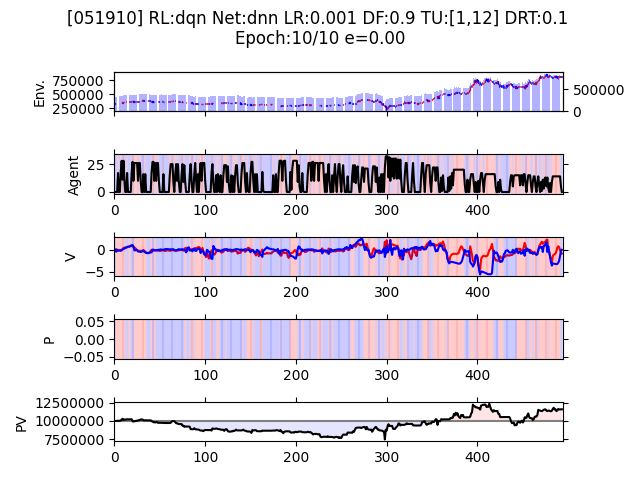 [051910] RL:dqn Net:dnn LR:0.001 DF:0.9 TU:[1,12] DRT:0.1
Epoch:10/10 e=0.00
Env.
750000
500000
250000
500000
0
Agent
25
0
0 100 200 300 400
V
0
−5
0 100 200 300 400
P
0.05
0.00
−0.05
0 100 200 300 400
PV
12500000
10000000
7500000
0 100 200 300 400